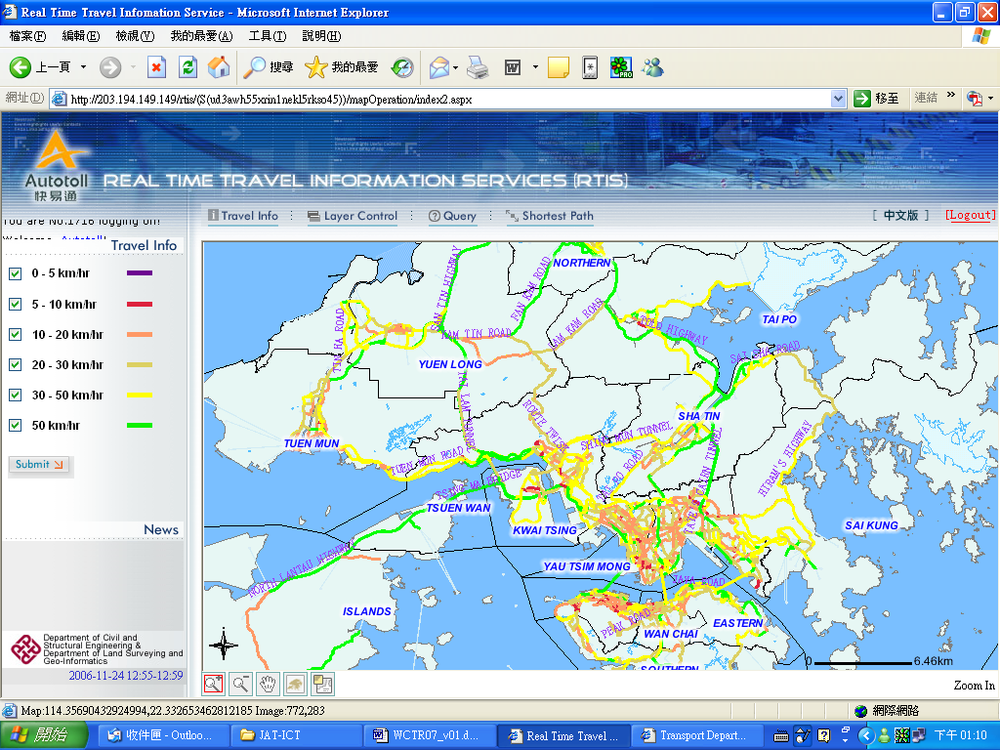 Real Time Travel Infomation Service - Microsoft Internet Explorer
檔案(F) 編輯(E) 檢視(V) 我的最愛(A) 工具(T) 說明(H)
上一頁 搜尋 我的最愛
網址(D) http://203.194.149.149/rtis/(S(ud3awh55xrin1nekl5rkso45))/mapOperation/index2.aspx 移至 連結 »
Autotoll
快易通
REAL TIME TRAVEL INFORMATION SERVICES (RTIS)
Travel Info Layer Control Query Shortest Path [ 中文版 ] [Logout]
You are No.1716 logging on!
Welcome, Autotoll!
Travel Info
0 - 5 km/hr
5 - 10 km/hr
10 - 20 km/hr
20 - 30 km/hr
30 - 50 km/hr
50 km/hr
Submit
News
Department of Civil and
Structural Engineering &
Department of Land Surveying and
Geo-Informatics
2006-11-24 12:55-12:59
NORTHERN
TAI PO
YUEN LONG
SHA TIN
TUEN MUN
TSUEN WAN
KWAI TSING
SAI KUNG
YAU TSIM MONG
ISLANDS
EASTERN
WAN CHAI
SOUTHERN
SAN TIN HIGHWAY
FAN KAM ROAD
LAM KAM ROAD
KAM TIN ROAD
TIN HA ROAD
TOLO HIGHWAY
SAI SHA ROAD
TAI LAM TUNNEL
ROUTE TWISK
SHING MUN TUNNEL
TUEN MUN ROAD
TSING MA BRIDGE
TAI PO ROAD
HIRAM'S HIGHWAY
NORTH LANTAU HIGHWAY
PEAK ROAD
JAVA ROAD
0 6.46km
Zoom In
Map:114.35690432924994,22.332653462812185 Image:772,283 網際網路
開始 收件匣 - Outloo... JAT-ICT WCTR07_v01.d... Real Time Travel ... Transport Depart... 下午 01:10